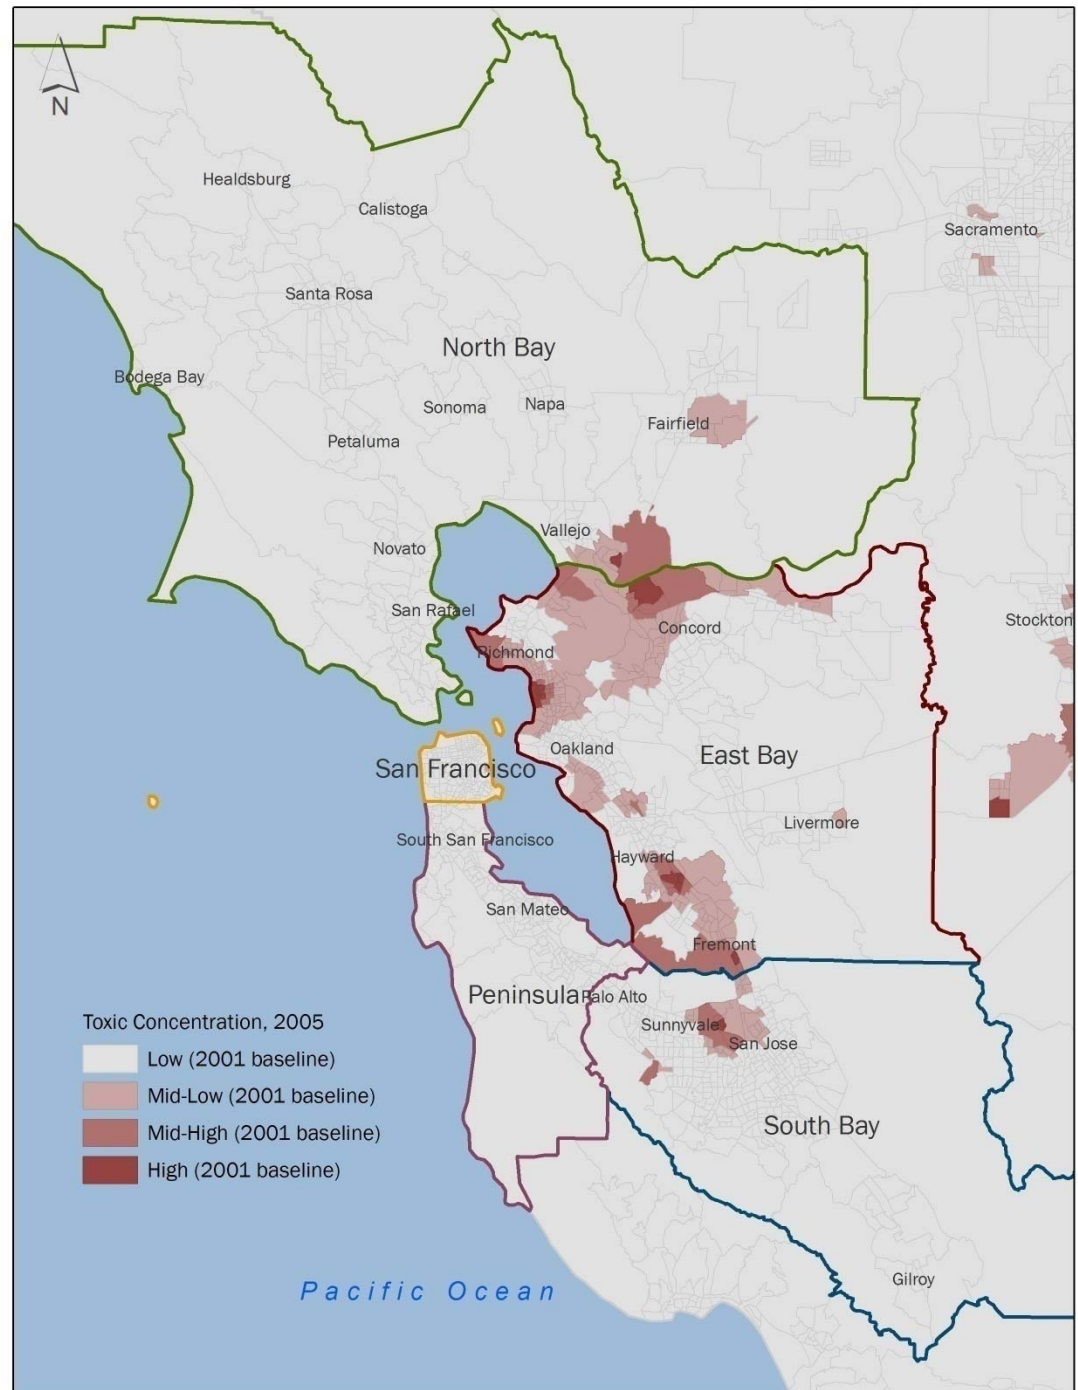 N
Healdsburg
Calistoga
Sacramento
Santa Rosa
North Bay
Bodega Bay
Sonoma
Napa
Fairfield
Petaluma
Vallejo
Novato
San Rafael
Stockton
Concord
Richmond
Oakland
East Bay
San Francisco
Livermore
South San Francisco
Hayward
San Mateo
Fremont
Peninsula
Palo Alto
Toxic Concentration, 2005
Sunnyvale
San Jose
Low (2001 baseline)
Mid-Low (2001 baseline)
South Bay
Mid-High (2001 baseline)
High (2001 baseline)
Gilroy
Pacific Ocean